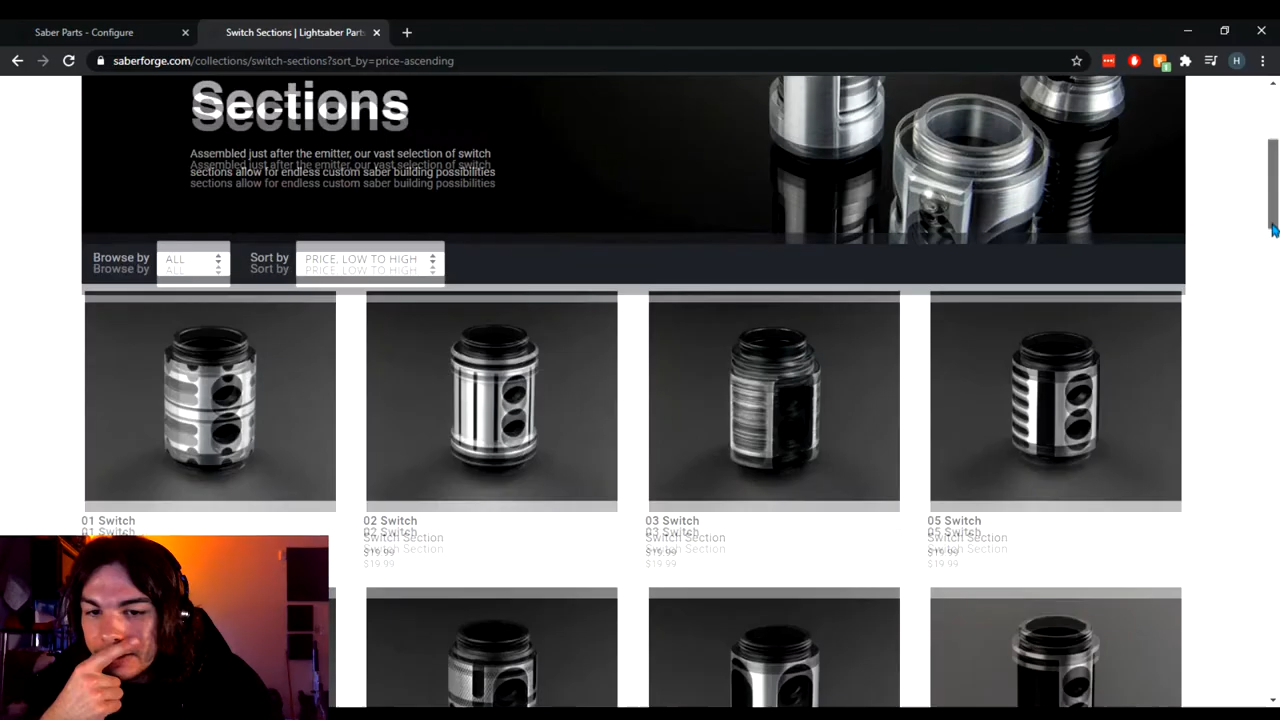 Saber Parts - Configure
Switch Sections | Lightsaber Parts
saberforge.com/collections/switch-sections?sort_by=price-ascending
H
1
Sections
Assembled just after the emitter, our vast selection of switch
sections allow for endless custom saber building possibilities
Browse by ALL Sort by PRICE, LOW TO HIGH
01 Switch
02 Switch
Switch Section
$19.99
03 Switch
Switch Section
$19.99
05 Switch
Switch Section
$19.99